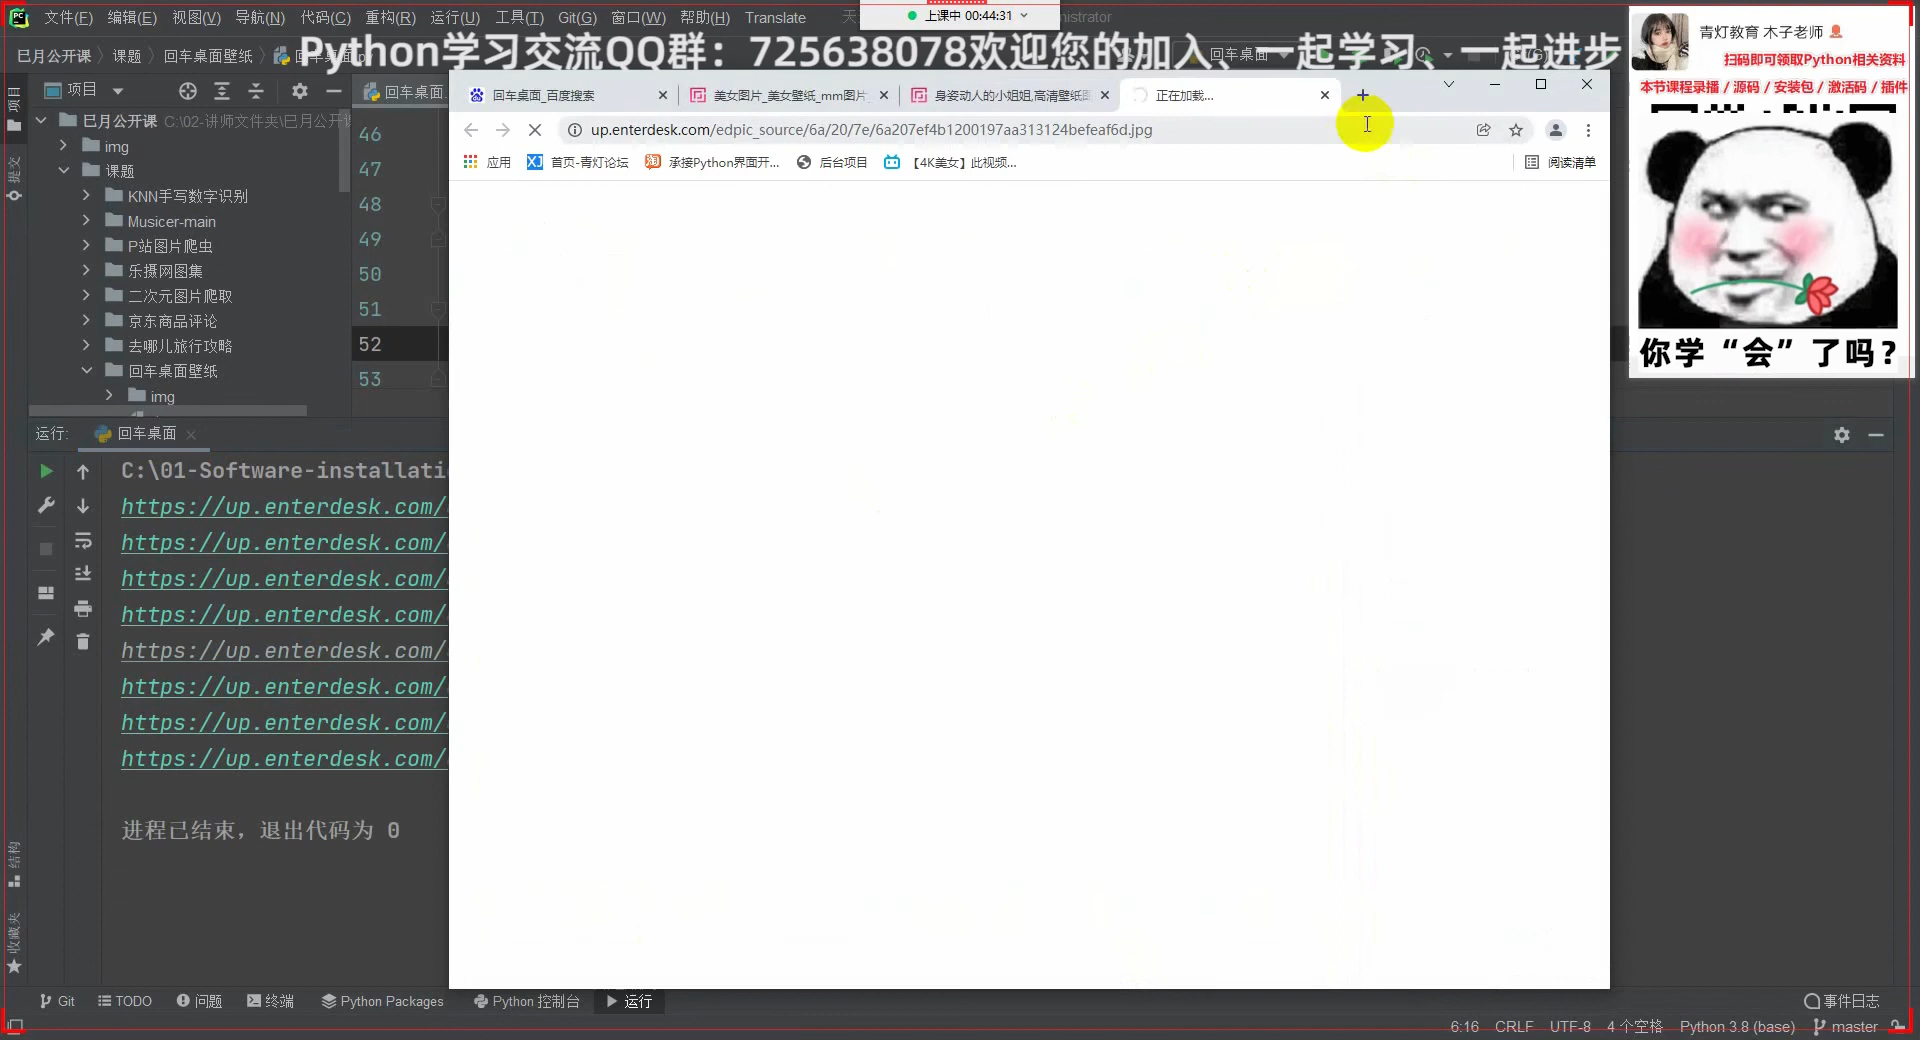 文件(F) 编辑(E) 视图(V) 导航(N) 代码(C) 重构(R) 运行(U) 工具(T) Git(G) 窗口(W) 帮助(H) Translate
上课中 00:44:31
巳月公开课 课题 回车桌面壁纸
Python学习交流QQ群：725638078欢迎您的加入、一起学习、一起进步
青灯教育 木子老师
扫码即可领取Python相关资料
本节课程录播 / 源码 / 安装包 / 激活码 / 插件
你学“会”了吗?
项目
提交
结构
收藏夹
项目
巳月公开课 C:\02-讲师文件夹\巳月公开课
img
课题
KNN手写数字识别
Musicer-main
P站图片爬虫
乐摄网图集
二次元图片爬取
京东商品评论
去哪儿旅行攻略
回车桌面壁纸
img
回车桌面
46
47
48
49
50
51
52
53
回车桌面_百度搜索
美女图片_美女壁纸_mm图片
身姿动人的小姐姐,高清壁纸图
正在加载...
up.enterdesk.com/edpic_source/6a/20/7e/6a207ef4b1200197aa313124befeaf6d.jpg
应用 首页-青灯论坛 承接Python界面开... 后台项目 【4K美女】此视频... 阅读清单
运行: 回车桌面
C:\01-Software-installati
https://up.enterdesk.com/
https://up.enterdesk.com/
https://up.enterdesk.com/
https://up.enterdesk.com/
https://up.enterdesk.com/
https://up.enterdesk.com/
https://up.enterdesk.com/
https://up.enterdesk.com/
进程已结束，退出代码为 0
Git TODO 问题 终端 Python Packages Python 控制台 运行 事件日志
6:16 CRLF UTF-8 4 个空格 Python 3.8 (base) master